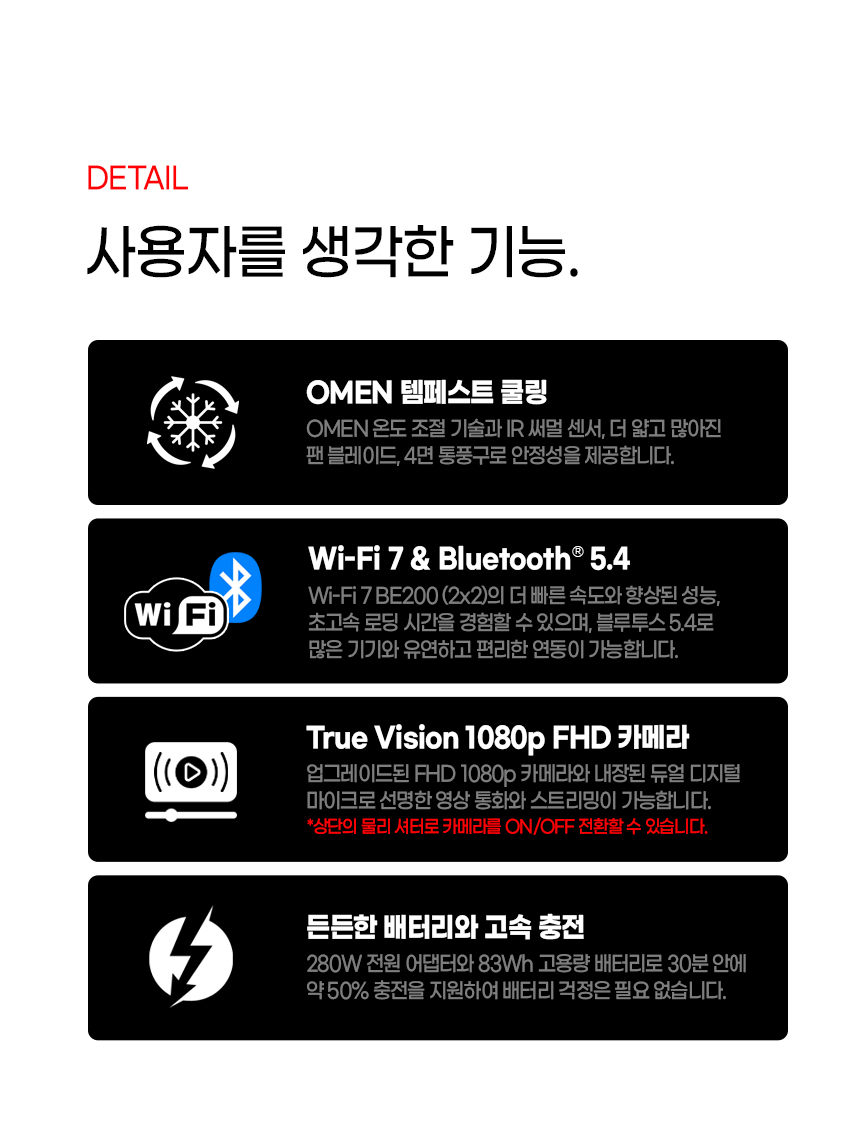 DETAIL
사용자를 생각한 기능.
OMEN 템페스트 쿨링
OMEN 온도 조절 기술과 IR 써멀 센서, 더 얇고 많아진
팬 블레이드, 4면 통풍구로 안정성을 제공합니다.
Wi-Fi 7 & Bluetooth® 5.4
Wi Fi
Wi-Fi 7 BE200 (2x2)의 더 빠른 속도와 향상된 성능,
초고속 로딩 시간을 경험할 수 있으며, 블루투스 5.4로
많은 기기와 유연하고 편리한 연동이 가능합니다.
True Vision 1080p FHD 카메라
업그레이드된 FHD 1080p 카메라와 내장된 듀얼 디지털
마이크로 선명한 영상 통화와 스트리밍이 가능합니다.
*상단의 물리 셔터로 카메라를 ON/OFF 전환할 수 있습니다.
든든한 배터리와 고속 충전
280W 전원 어댑터와 83Wh 고용량 배터리로 30분 안에
약 50% 충전을 지원하여 배터리 걱정은 필요 없습니다.